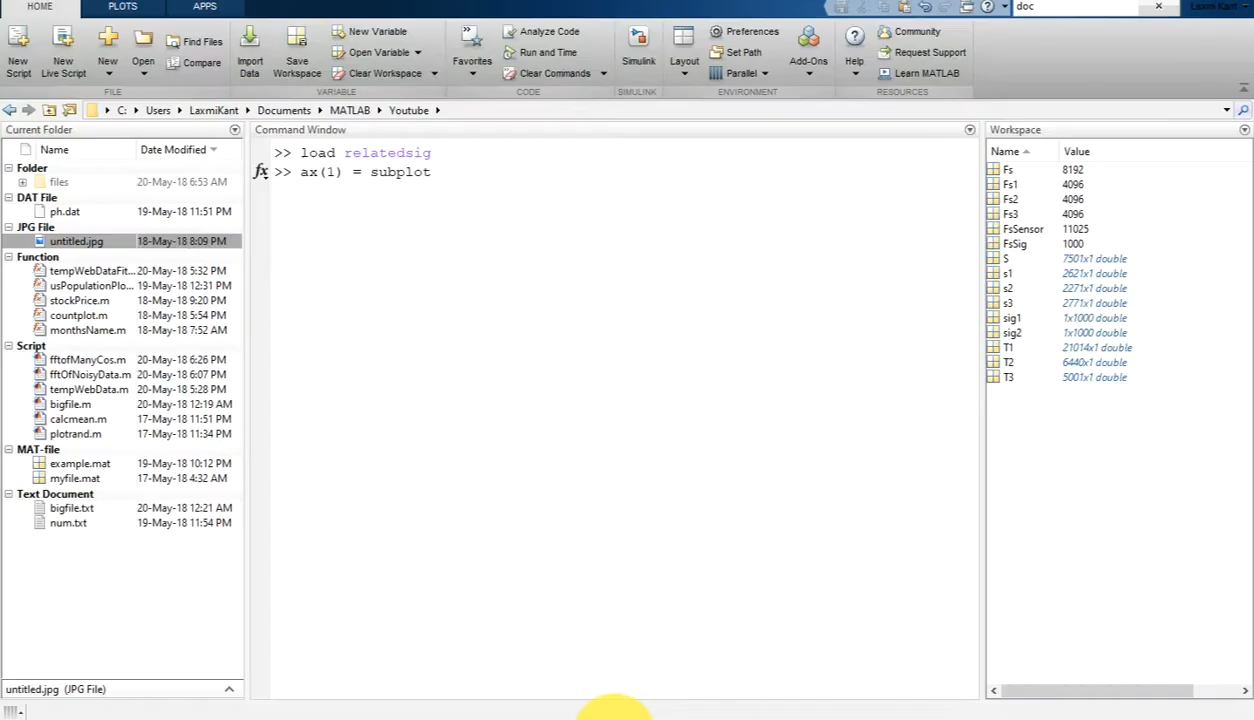 HOME PLOTS APPS doc Laxmi Kant
New Script
New Live Script
New
Open
Find Files
Compare
Import Data
Save Workspace
New Variable
Open Variable
Clear Workspace
Favorites
Analyze Code
Run and Time
Clear Commands
Simulink
Layout
Preferences
Set Path
Parallel
Add-Ons
Help
Community
Request Support
Learn MATLAB
FILE VARIABLE CODE SIMULINK ENVIRONMENT RESOURCES
C: Users LaxmiKant Documents MATLAB Youtube
Current Folder
Name Date Modified
Folder
files 20-May-18 6:53 AM
DAT File
ph.dat 19-May-18 11:51 PM
JPG File
untitled.jpg 18-May-18 8:09 PM
Function
tempWebDataFit... 20-May-18 5:32 PM
usPopulationPlo... 19-May-18 12:31 PM
stockPrice.m 18-May-18 9:20 PM
countplot.m 18-May-18 5:54 PM
monthsName.m 18-May-18 7:52 AM
Script
fftofManyCos.m 20-May-18 6:26 PM
fftOfNoisyData.m 20-May-18 6:07 PM
tempWebData.m 20-May-18 5:28 PM
bigfile.m 20-May-18 12:19 AM
calcmean.m 17-May-18 11:51 PM
plotrand.m 17-May-18 11:34 PM
MAT-file
example.mat 19-May-18 10:12 PM
myfile.mat 17-May-18 4:32 AM
Text Document
bigfile.txt 20-May-18 12:21 AM
num.txt 19-May-18 11:54 PM
untitled.jpg (JPG File)
Command Window
>> load relatedsig
fx >> ax(1) = subplot
Workspace
Name Value
Fs 8192
Fs1 4096
Fs2 4096
Fs3 4096
FsSensor 11025
FsSig 1000
S 7501x1 double
s1 2621x1 double
s2 2271x1 double
s3 2771x1 double
sig1 1x1000 double
sig2 1x1000 double
T1 21014x1 double
T2 6440x1 double
T3 5001x1 double